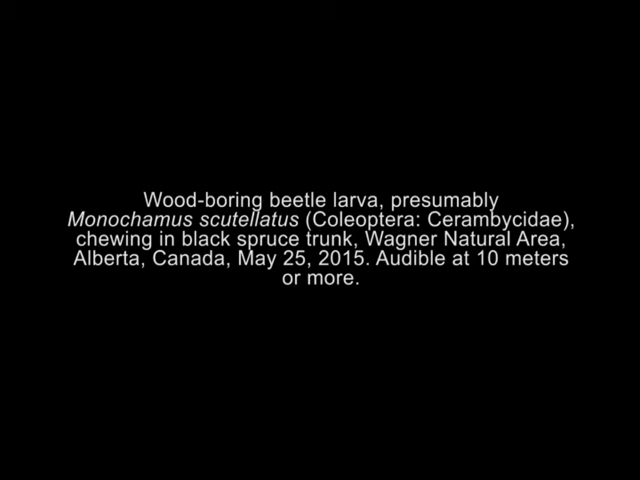 Wood-boring beetle larva, presumably
Monochamus scutellatus (Coleoptera: Cerambycidae),
chewing in black spruce trunk, Wagner Natural Area,
Alberta, Canada, May 25, 2015. Audible at 10 meters
or more.